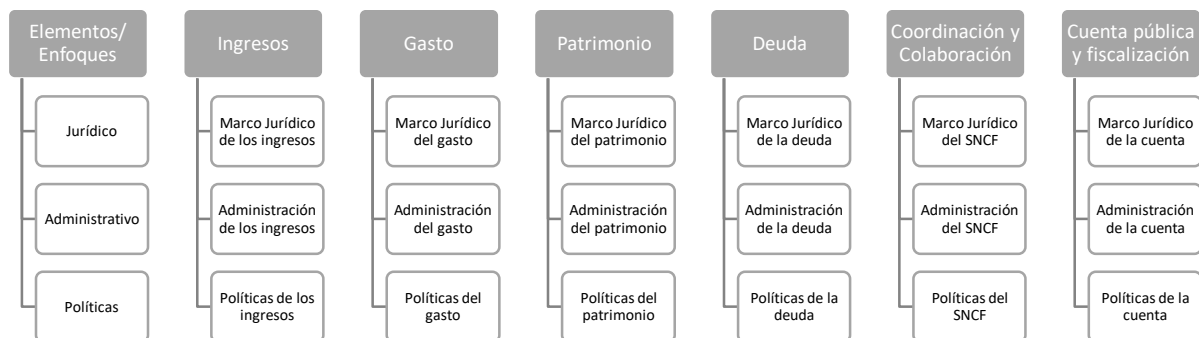 Elementos/
Enfoques
Jurídico
Administrativo
Políticas
Ingresos
Marco Jurídico
de los ingresos
Administración
de los ingresos
Políticas de los
ingresos
Gasto
Marco Jurídico
del gasto
Administración
del gasto
Políticas del
gasto
Patrimonio
Marco Jurídico
del patrimonio
Administración
del patrimonio
Políticas del
patrimonio
Deuda
Marco Jurídico
de la deuda
Administración
de la deuda
Políticas de la
deuda
Coordinación y
Colaboración
Marco Jurídico
del SNCF
Administración
del SNCF
Políticas del
SNCF
Cuenta pública
y fiscalización
Marco Jurídico
de la cuenta
Administración
de la cuenta
Políticas de la
cuenta